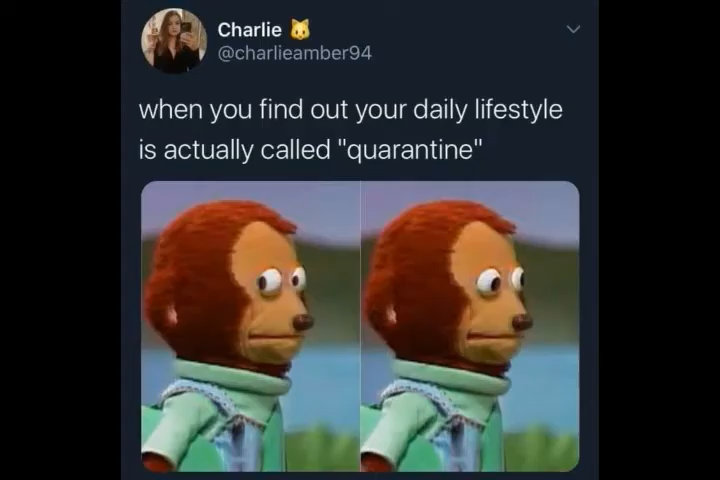 Charlie 🐱
@charlieamber94
when you find out your daily lifestyle
is actually called "quarantine"